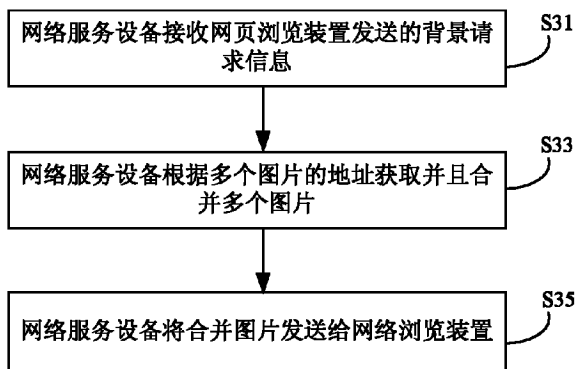 网络服务设备接收网页浏览装置发送的背景请
求信息
S31
网络服务设备根据多个图片的地址获取并且合
并多个图片
S33
网络服务设备将合并图片发送给网络浏览装置
S35